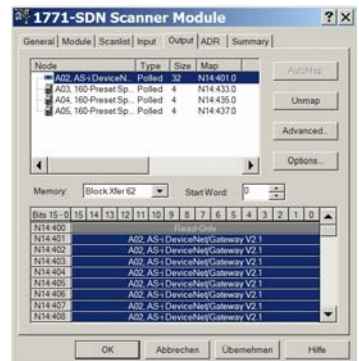 1771-SDN Scanner Module
General Module Scanlist Input Output ADR Summary
Node Type Size Map
A02, AS-i DeviceN... Polled 32 N14:401.0
A03, 160-Preset Sp... Polled 4 N14:433.0
A04, 160-Preset Sp... Polled 4 N14:435.0
A05, 160-Preset Sp... Polled 4 N14:437.0
AutoMap
Unmap
Advanced...
Options...
Memory: Block Xfer 62 Start Word: 0
Bits 15 - 0 15 14 13 12 11 10 9 8 7 6 5 4 3 2 1 0
N14:400 Read-Only
N14:401 A02, AS-i DeviceNet/Gateway V2.1
N14:402 A02, AS-i DeviceNet/Gateway V2.1
N14:403 A02, AS-i DeviceNet/Gateway V2.1
N14:404 A02, AS-i DeviceNet/Gateway V2.1
N14:405 A02, AS-i DeviceNet/Gateway V2.1
N14:406 A02, AS-i DeviceNet/Gateway V2.1
N14:407 A02, AS-i DeviceNet/Gateway V2.1
N14:408 A02, AS-i DeviceNet/Gateway V2.1
OK Abbrechen Übernehmen Hilfe